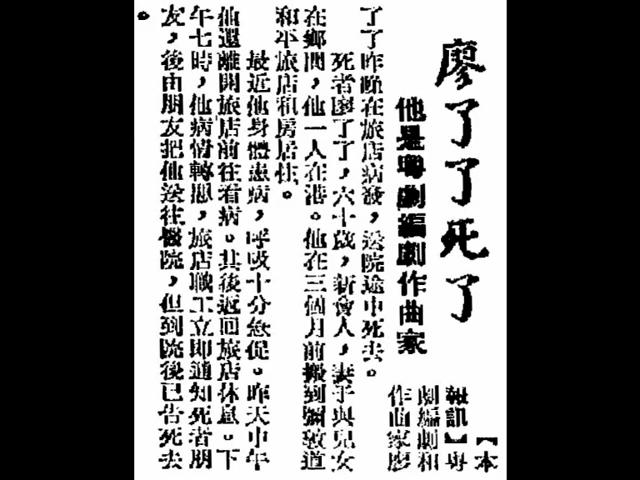 廖了了死了
他是粵劇編劇作曲家
【本
報訊】粵
劇編劇和
作曲家廖
了了昨晚在旅店病發,送院途中死去。
死者廖了了,六十歲,新會人,妻子與兒女
在鄉間,他一人在港。他在三個月前搬到彌敦道
和平旅店租房居住。
最近他身體患病,呼吸十分急促。昨天中午
他還離開旅店前往看病。其後返回旅店休息。下
午七時,他病情轉惡,旅店職工立即通知死者朋
友,後由朋友把他送往醫院,但到院後已告死去
。